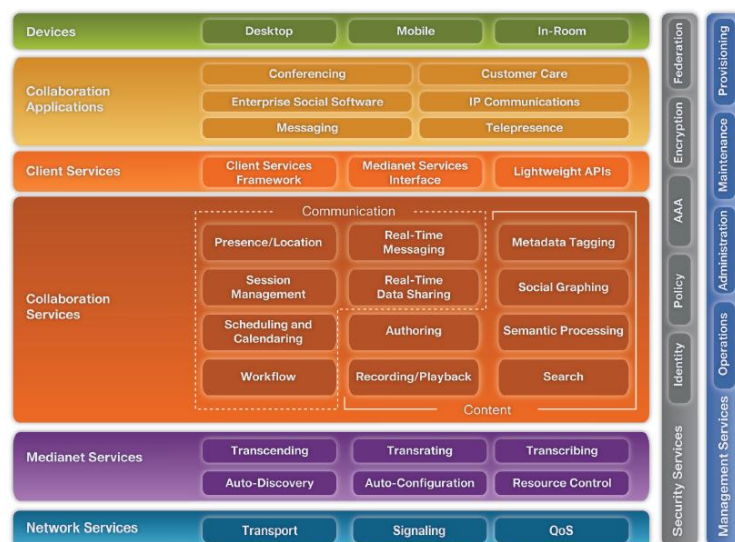 Devices
Desktop
Mobile
In-Room
Collaboration
Applications
Conferencing
Customer Care
Enterprise Social Software
IP Communications
Messaging
Telepresence
Client Services
Client Services
Framework
Medianet Services
Interface
Lightweight APIs
Collaboration
Services
Communication
Presence/Location
Real-Time
Messaging
Metadata Tagging
Session
Management
Real-Time
Data Sharing
Social Graphing
Scheduling and
Calendaring
Authoring
Semantic Processing
Workflow
Recording/Playback
Search
Content
Medianet Services
Transcending
Transrating
Transcribing
Auto-Discovery
Auto-Configuration
Resource Control
Network Services
Transport
Signaling
QoS
Security Services
Identity
Policy
AAA
Encryption
Federation
Management Services
Operations
Administration
Maintenance
Provisioning